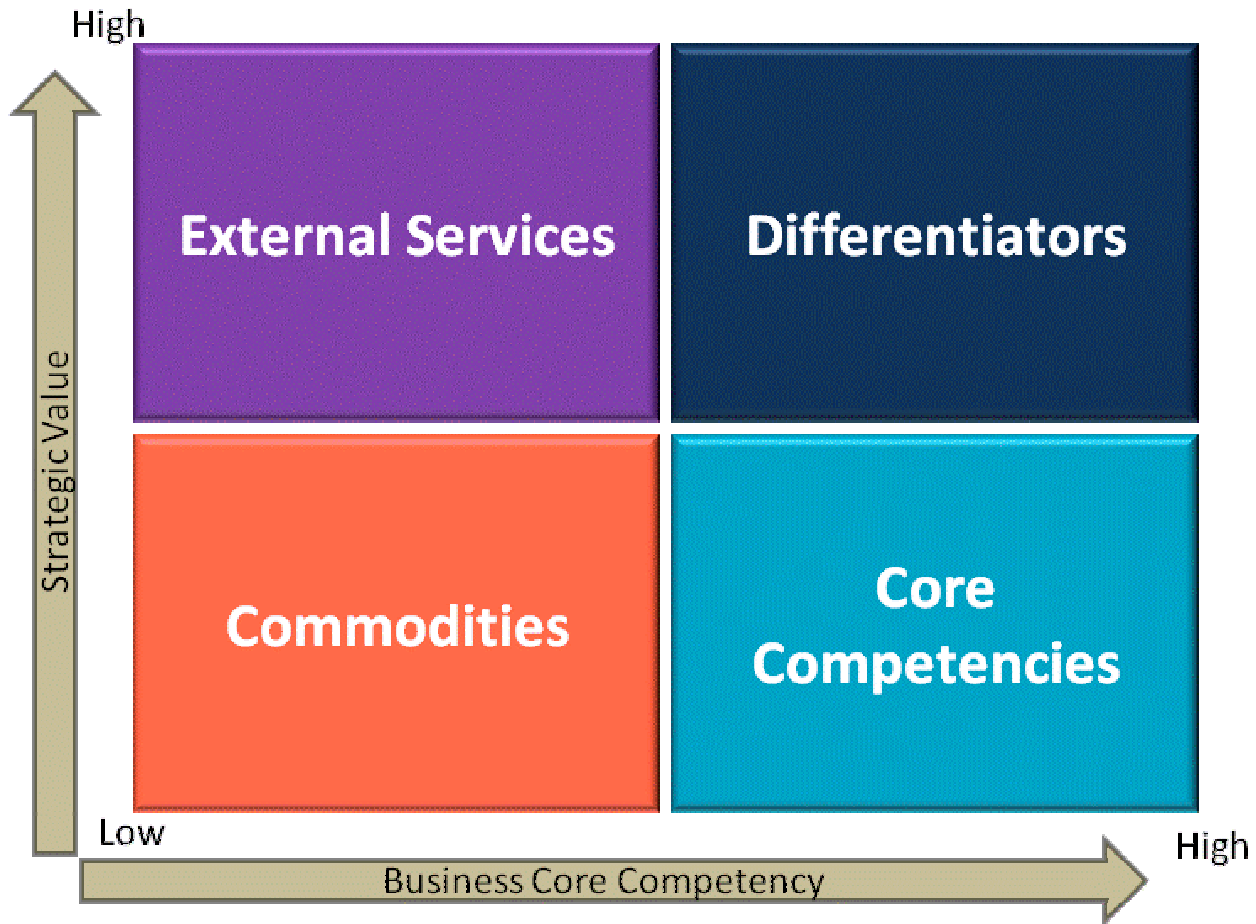 High
External Services
Differentiators
Strategic Value
Commodities
Core
Competencies
Low
High
Business Core Competency